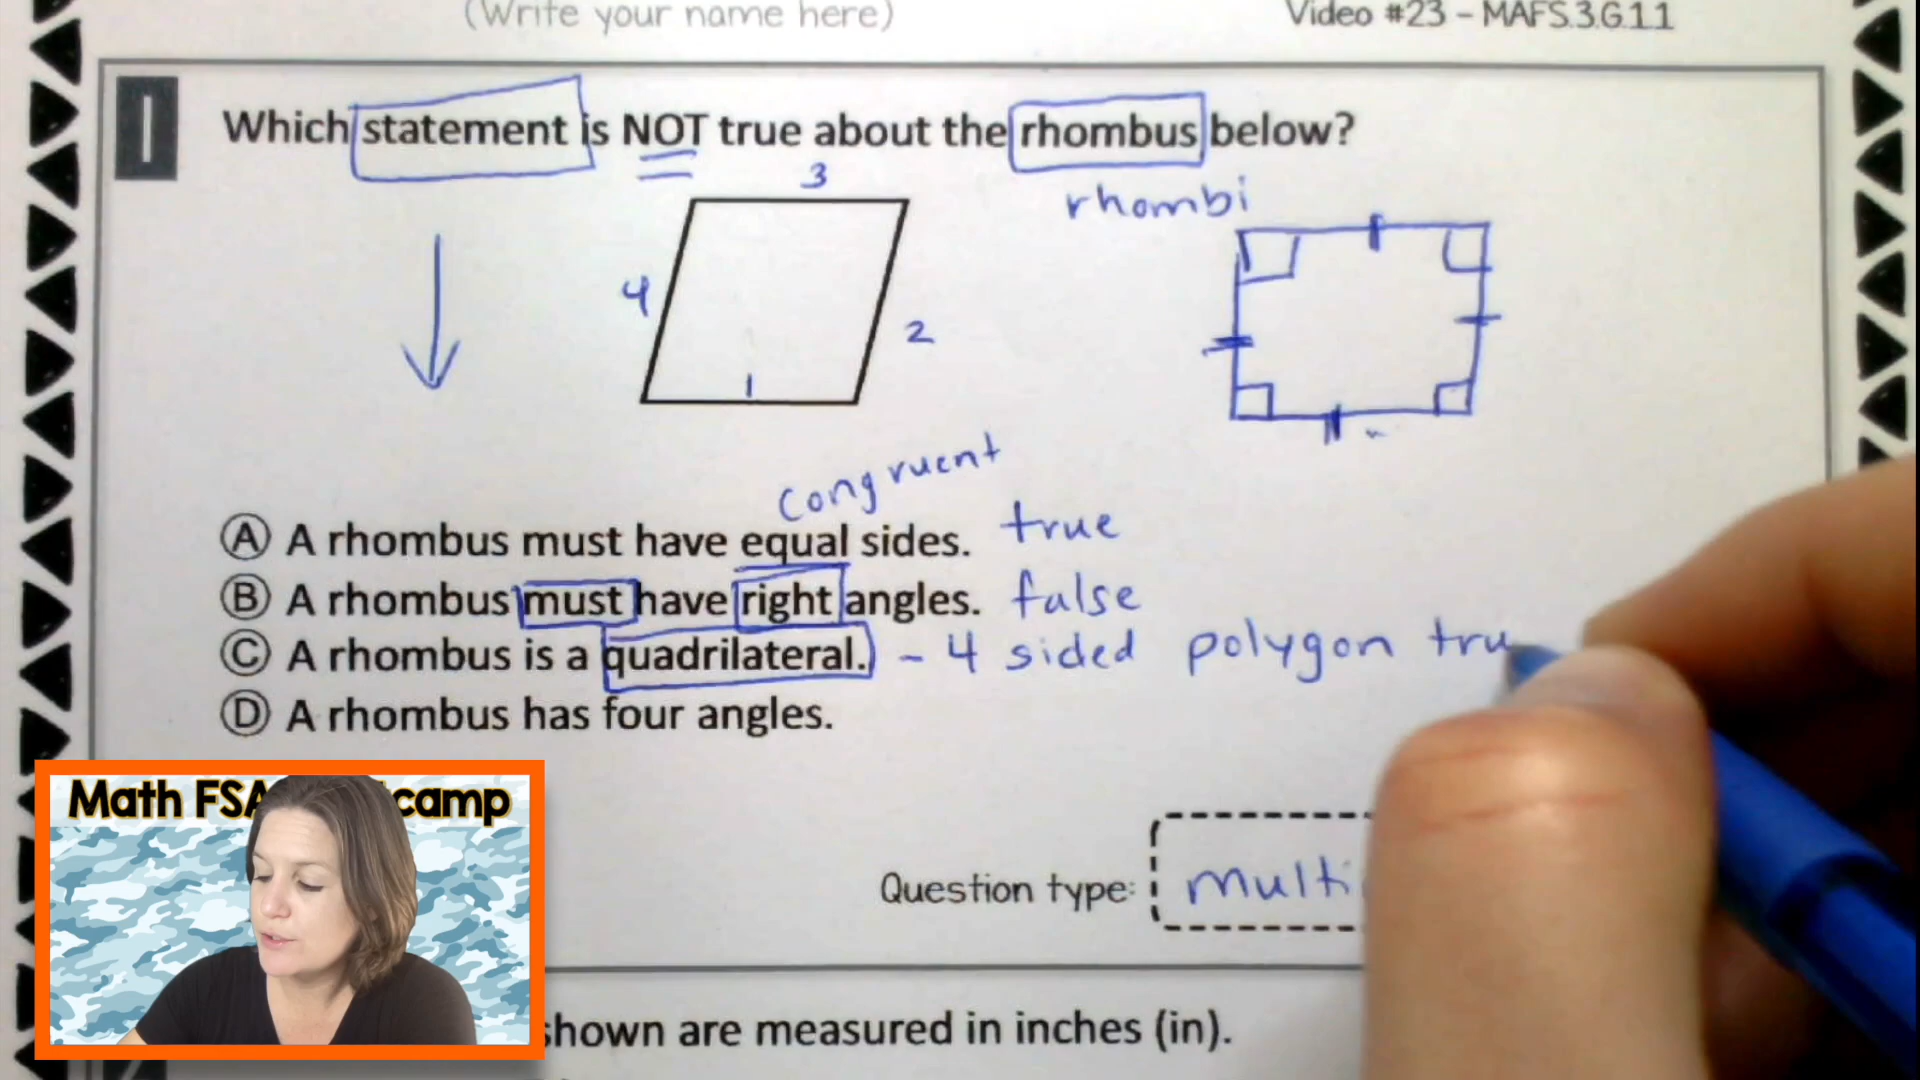 (Write your name here)
Video #23 - MAFS.3.G.1.1
1
Which statement is NOT true about the rhombus below?
3
rhombi
4
2
1
congruent
Ⓐ A rhombus must have equal sides. true
Ⓑ A rhombus must have right angles. false
Ⓒ A rhombus is a quadrilateral. - 4 sided polygon tru
Ⓓ A rhombus has four angles.
Math FSA camp
Question type: multi
shown are measured in inches (in).